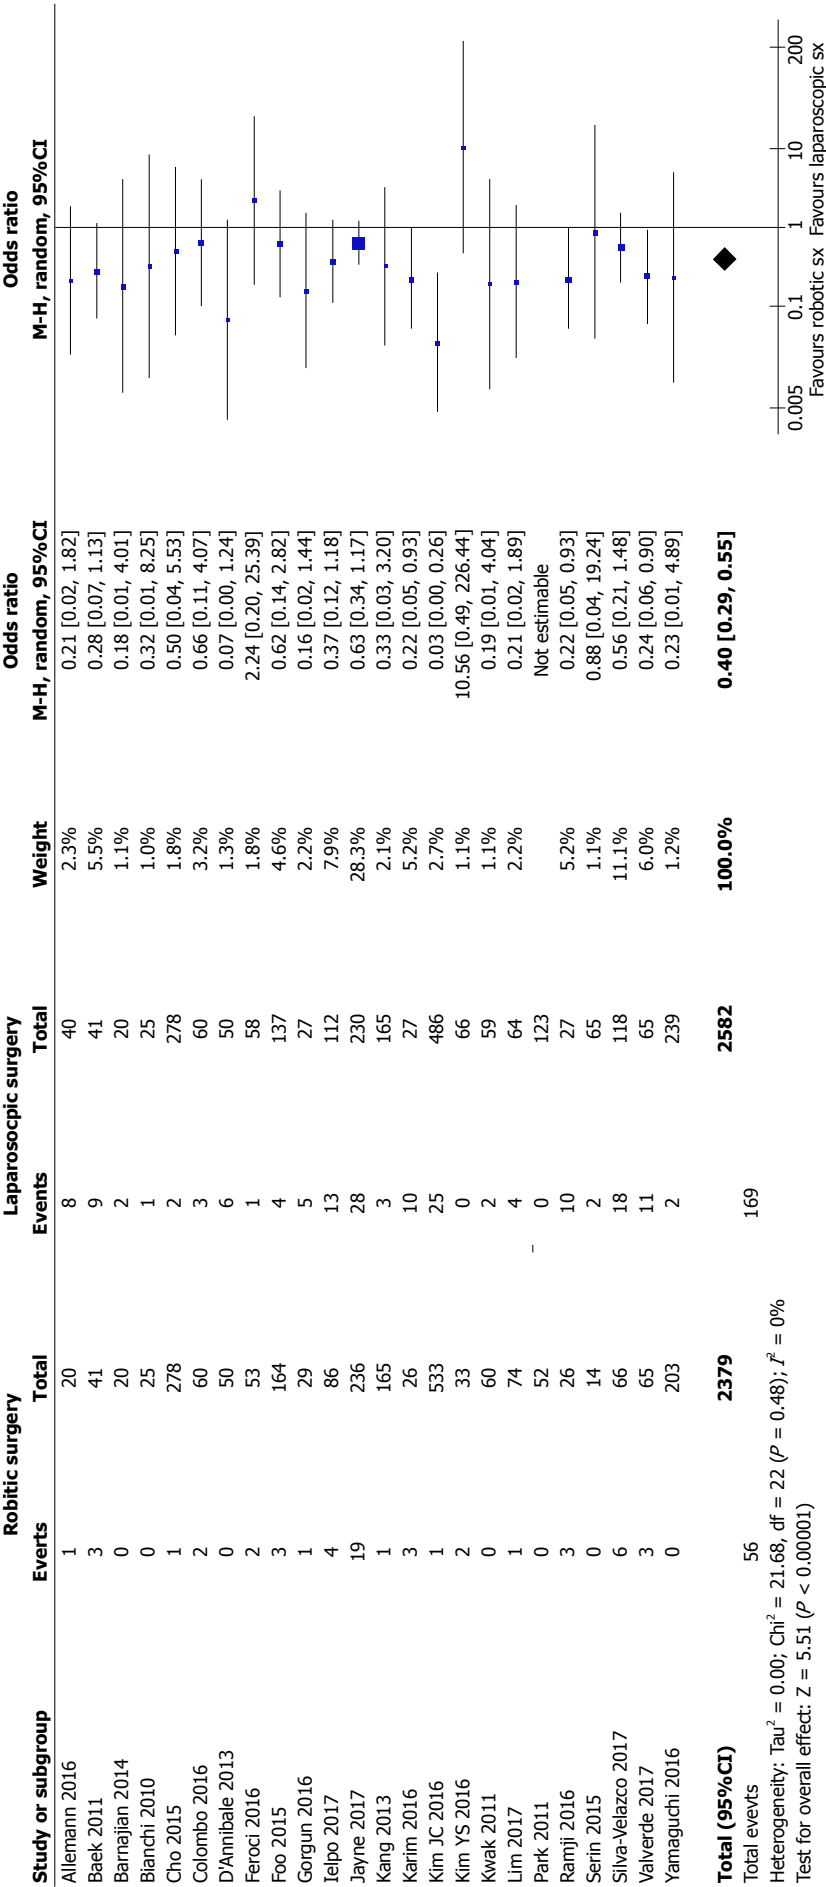 Robitic surgery Laparosocpic surgery Odds ratio Odds ratio
Study or subgroup Everts Total Events Total Weight M-H, random, 95%CI M-H, random, 95%CI
Allemann 2016 1 20 8 40 2.3% 0.21 [0.02, 1.82]
Baek 2011 3 41 9 41 5.5% 0.28 [0.07, 1.13]
Barnajian 2014 0 20 2 20 1.1% 0.18 [0.01, 4.01]
Bianchi 2010 0 25 1 25 1.0% 0.32 [0.01, 8.25]
Cho 2015 1 278 2 278 1.8% 0.50 [0.04, 5.53]
Colombo 2016 2 60 3 60 3.2% 0.66 [0.11, 4.07]
D'Annibale 2013 0 50 6 50 1.3% 0.07 [0.00, 1.24]
Feroci 2016 2 53 1 58 1.8% 2.24 [0.20, 25.39]
Foo 2015 3 164 4 137 4.6% 0.62 [0.14, 2.82]
Gorgun 2016 1 29 5 27 2.2% 0.16 [0.02, 1.44]
Ielpo 2017 4 86 13 112 7.9% 0.37 [0.12, 1.18]
Jayne 2017 19 236 28 230 28.3% 0.63 [0.34, 1.17]
Kang 2013 1 165 3 165 2.1% 0.33 [0.03, 3.20]
Karim 2016 3 26 10 27 5.2% 0.22 [0.05, 0.93]
Kim JC 2016 1 533 25 486 2.7% 0.03 [0.00, 0.26]
Kim YS 2016 2 33 0 66 1.1% 10.56 [0.49, 226.44]
Kwak 2011 0 60 2 59 1.1% 0.19 [0.01, 4.04]
Lim 2017 1 74 4 64 2.2% 0.21 [0.02, 1.89]
Park 2011 0 52 0 123 Not estimable
Ramji 2016 3 26 10 27 5.2% 0.22 [0.05, 0.93]
Serin 2015 0 14 2 65 1.1% 0.88 [0.04, 19.24]
Silva-Velazco 2017 6 66 18 118 11.1% 0.56 [0.21, 1.48]
Valverde 2017 3 65 11 65 6.0% 0.24 [0.06, 0.90]
Yamaguchi 2016 0 203 2 239 1.2% 0.23 [0.01, 4.89]
Total (95%CI) 2379 2582 100.0% 0.40 [0.29, 0.55]
Total evevts 56 169
Heterogeneity: Tau² = 0.00; Chi² = 21.68, df = 22 (P = 0.48); I² = 0%
Test for overall effect: Z = 5.51 (P < 0.00001)
0.005 0.1 1 10 200
Favours robotic sx Favours laparoscopic sx